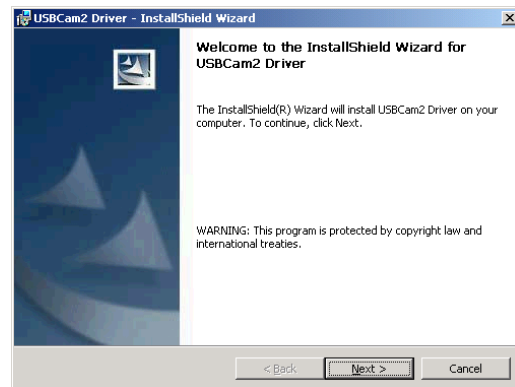 USBCam2 Driver - InstallShield Wizard
Welcome to the InstallShield Wizard for
USBCam2 Driver
The InstallShield(R) Wizard will install USBCam2 Driver on your
computer. To continue, click Next.
WARNING: This program is protected by copyright law and
international treaties.
< Back
Next >
Cancel